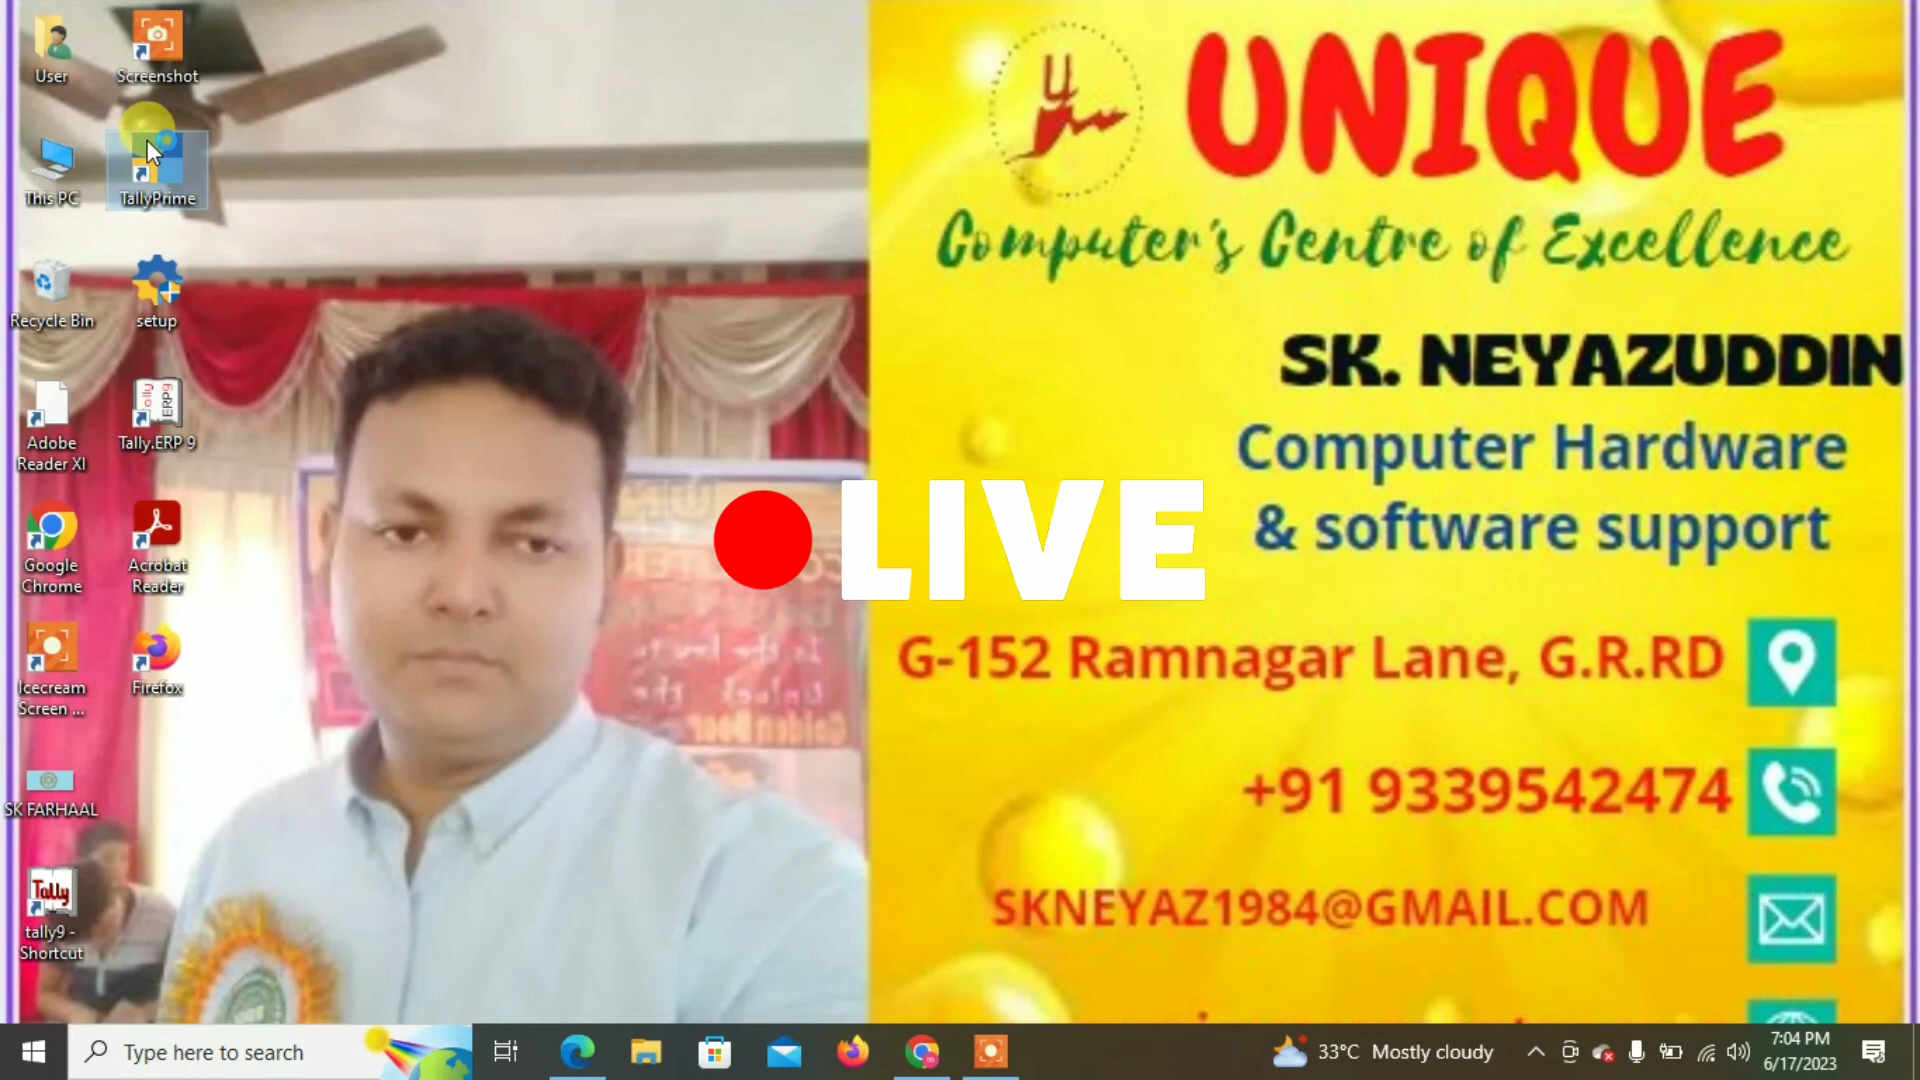 User
Screenshot
This PC
TallyPrime
Recycle Bin
setup
Adobe
Reader XI
Tally.ERP 9
Google
Chrome
Acrobat
Reader
Icecream
Screen ...
Firefox
SK FARHAAL
Tally
tally9 -
Shortcut
UNIQUE
Computer's Centre of Excellence
SK. NEYAZUDDIN
Computer Hardware
& software support
LIVE
G-152 Ramnagar Lane, G.R.RD
+91 9339542474
SKNEYAZ1984@GMAIL.COM
Type here to search
33°C Mostly cloudy
7:04 PM
6/17/2023